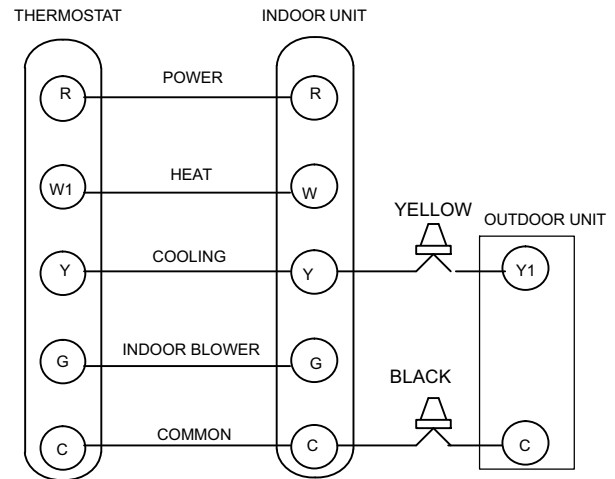 THERMOSTAT
INDOOR UNIT
R
POWER
R
W1
HEAT
W
YELLOW
OUTDOOR UNIT
Y
COOLING
Y
Y1
G
INDOOR BLOWER
G
BLACK
C
COMMON
C
C